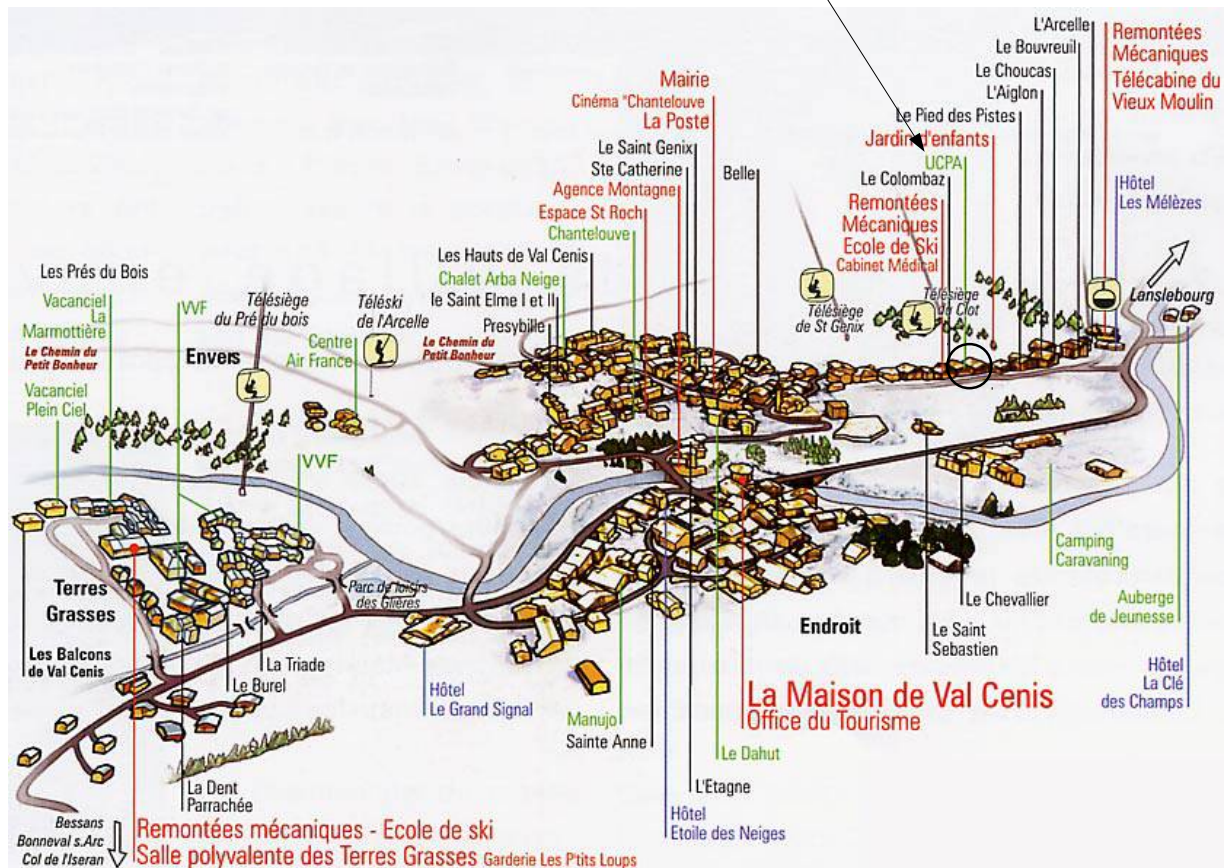 L'Arcelle
Remontées
Mécaniques
Télécabine du
Vieux Moulin
Le Bouvreuil
Le Choucas
L'Aiglon
Le Pied des Pistes
Jardin d'enfants
UCPA
Le Colombaz
Remontées
Mécaniques
Ecole de Ski
Cabinet Médical
Hôtel
Les Mélèzes
Mairie
Cinéma "Chantelouve
La Poste
Le Saint Genix
Ste Catherine
Agence Montagne
Espace St Roch
Chantelouve
Belle
Les Hauts de Val Cenis
Chalet Arba Neige
le Saint Elme I et II
Presybille
Le Chemin du
Petit Bonheur
Les Prés du Bois
Vacanciel
La
Marmottière
Le Chemin du
Petit Bonheur
Vacanciel
Plein Ciel
VVF
Télésiège
du Pré du bois
Téléski
de l'Arcelle
Envers
Centre
Air France
VVF
Télésiège
de St Genix
Télésiège
du Clot
Lanslebourg
Terres
Grasses
Parc de loisirs
des Glières
Les Balcons
de Val Cenis
La Triade
Le Burel
La Dent
Parrachée
Hôtel
Le Grand Signal
Manujo
Sainte Anne
Endroit
La Maison de Val Cenis
Office du Tourisme
Le Dahut
L'Etagne
Hôtel
Etoile des Neiges
Le Saint
Sebastien
Le Chevallier
Camping
Caravaning
Auberge
de Jeunesse
Hôtel
La Clé
des Champs
Bessans
Bonneval s.Arc
Col de l'Iseran
Remontées mécaniques - Ecole de ski
Salle polyvalente des Terres Grasses Garderie Les P'tits Loups